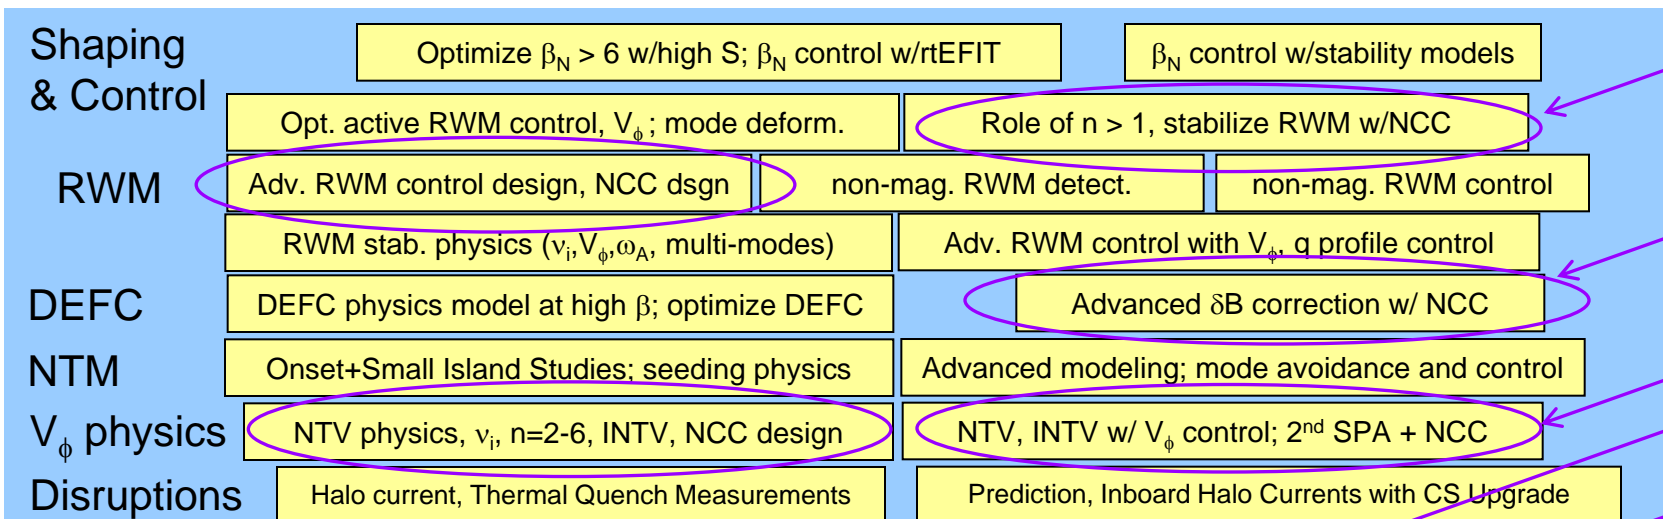 Shaping
& Control
Optimize βN > 6 w/high S; βN control w/rtEFIT
βN control w/stability models
Opt. active RWM control, Vϕ ; mode deform.
Role of n > 1, stabilize RWM w/NCC
RWM
Adv. RWM control design, NCC dsgn
non-mag. RWM detect.
non-mag. RWM control
RWM stab. physics (νi,Vϕ,ωA, multi-modes)
Adv. RWM control with Vϕ, q profile control
DEFC
DEFC physics model at high β; optimize DEFC
Advanced δB correction w/ NCC
NTM
Onset+Small Island Studies; seeding physics
Advanced modeling; mode avoidance and control
Vϕ physics
NTV physics, νi, n=2-6, INTV, NCC design
NTV, INTV w/ Vϕ control; 2nd SPA + NCC
Disruptions
Halo current, Thermal Quench Measurements
Prediction, Inboard Halo Currents with CS Upgrade